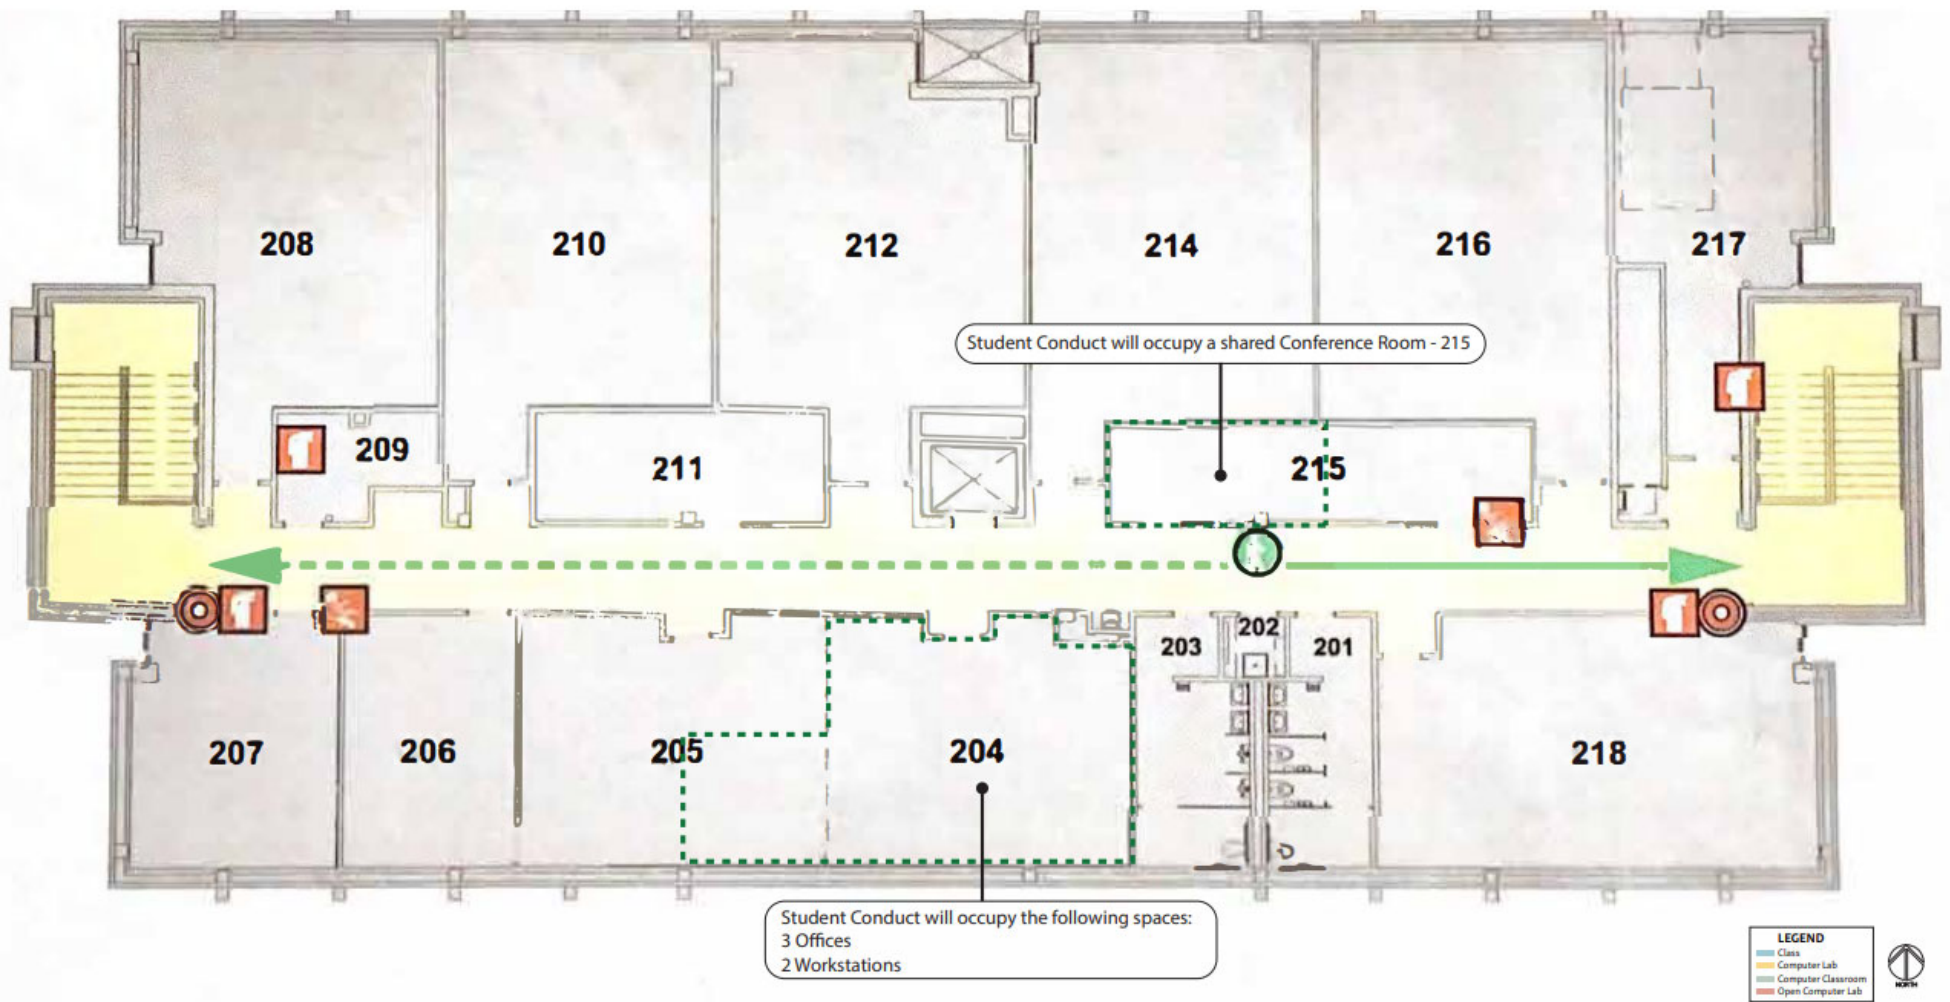 208
210
212
214
216
217
Student Conduct will occupy a shared Conference Room - 215
209
211
215
203
202
201
207
206
205
204
218
Student Conduct will occupy the following spaces:
3 Offices
2 Workstations
LEGEND
Class
Computer Lab
Computer Classroom
Open Computer Lab
NORTH